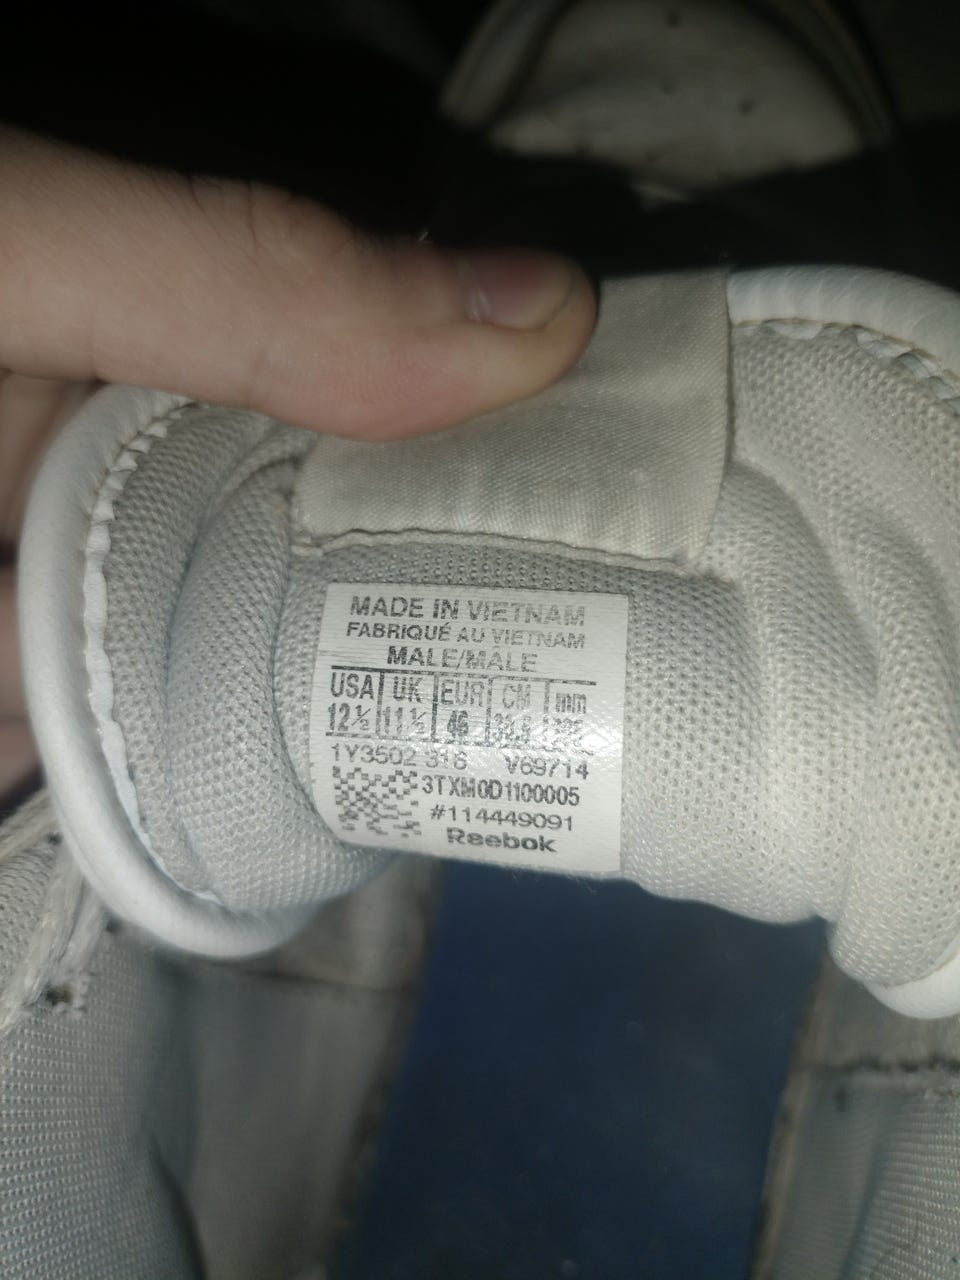 MADE IN VIETNAM
FABRIQUÉ AU VIETNAM
MALE/MALE
USA UK EUR CM mm
12½ 11½ 46
1Y3502 316 V69714
3TXM0D1100005
#114449091
Reebok